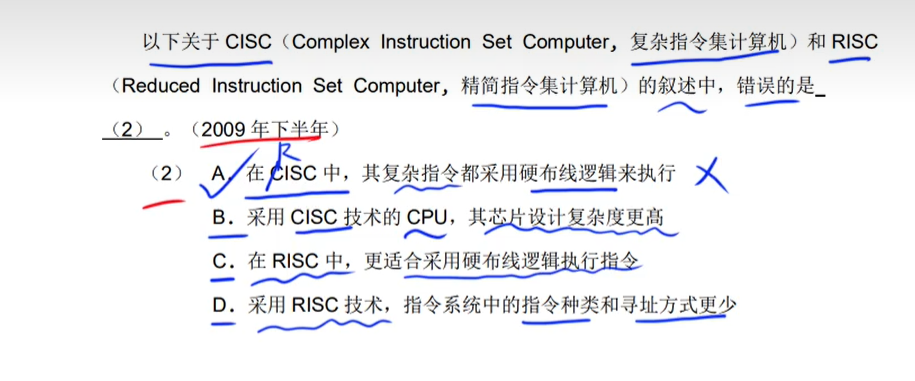 以下关于 CISC（Complex Instruction Set Computer，复杂指令集计算机）和 RISC
（Reduced Instruction Set Computer，精简指令集计算机）的叙述中，错误的是_
（2） 。（2009 年下半年）
R
（2） A．在 CISC 中，其复杂指令都采用硬布线逻辑来执行
B．采用 CISC 技术的 CPU，其芯片设计复杂度更高
C．在 RISC 中，更适合采用硬布线逻辑执行指令
D．采用 RISC 技术，指令系统中的指令种类和寻址方式更少